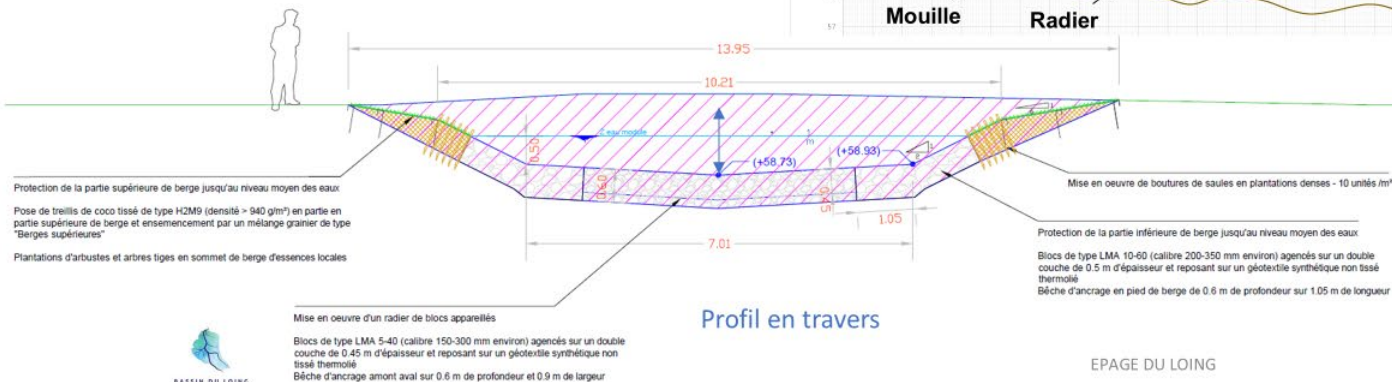 57
Mouille
Radier
13.95
10.21
Z eau module
0.50
(+58.73)
(+58.93)
0.60
0.45
1.05
7.01
Protection de la partie supérieure de berge jusqu'au niveau moyen des eaux
Pose de treillis de coco tissé de type H2M9 (densité > 940 g/m²) en partie en
partie supérieure de berge et ensemencement par un mélange grainier de type
"Berges supérieures"
Plantations d'arbustes et arbres tiges en sommet de berge d'essences locales
Mise en oeuvre de boutures de saules en plantations denses - 10 unités /m²
Protection de la partie inférieure de berge jusqu'au niveau moyen des eaux
Blocs de type LMA 10-60 (calibre 200-350 mm environ) agencés sur un double
couche de 0.5 m d'épaisseur et reposant sur un géotextile synthétique non tissé
thermolié
Bêche d'ancrage en pied de berge de 0.6 m de profondeur sur 1.05 m de longueur
Mise en oeuvre d'un radier de blocs appareillés
Blocs de type LMA 5-40 (calibre 150-300 mm environ) agencés sur un double
couche de 0.45 m d'épaisseur et reposant sur un géotextile synthétique non
tissé thermolié
Bêche d'ancrage amont aval sur 0.6 m de profondeur et 0.9 m de largeur
Profil en travers
BASSIN DU LOING
EPAGE DU LOING